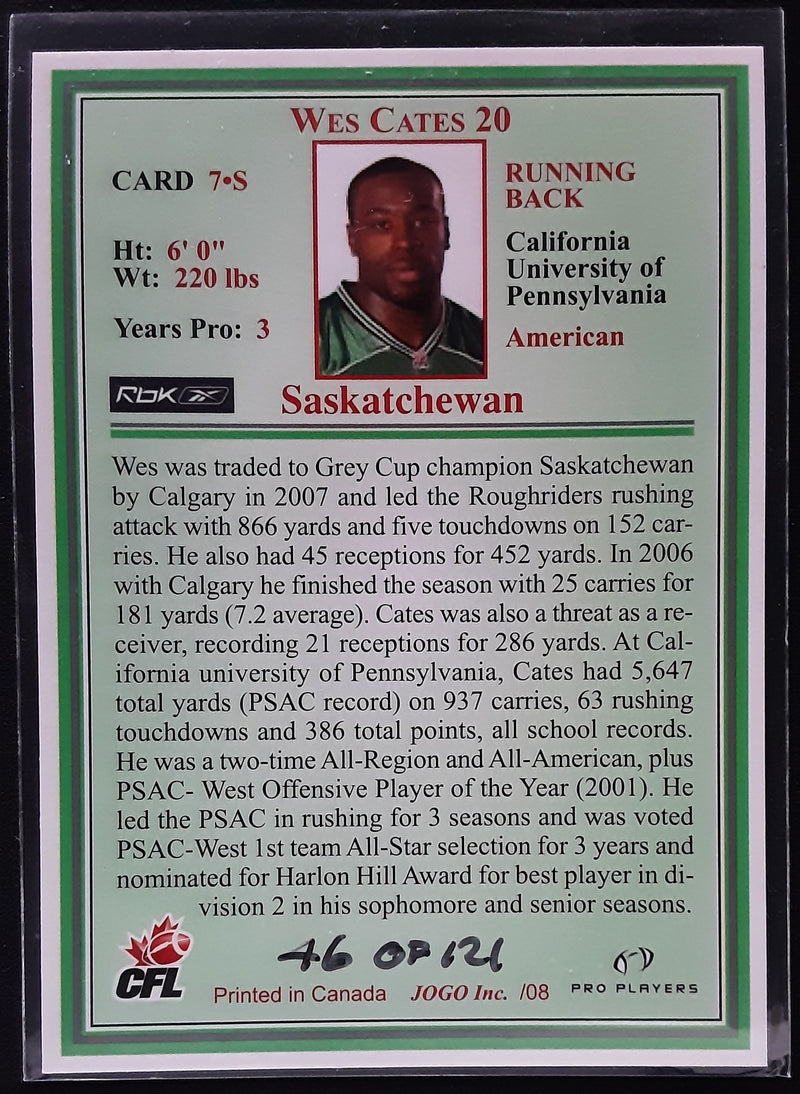 WES CATES 20
CARD 7•S
RUNNING
BACK
Ht: 6' 0"
Wt: 220 lbs
California
University of
Pennsylvania
Years Pro: 3
American
Rbk
Saskatchewan
Wes was traded to Grey Cup champion Saskatchewan
by Calgary in 2007 and led the Roughriders rushing
attack with 866 yards and five touchdowns on 152 car-
ries. He also had 45 receptions for 452 yards. In 2006
with Calgary he finished the season with 25 carries for
181 yards (7.2 average). Cates was also a threat as a re-
ceiver, recording 21 receptions for 286 yards. At Cal-
ifornia university of Pennsylvania, Cates had 5,647
total yards (PSAC record) on 937 carries, 63 rushing
touchdowns and 386 total points, all school records.
He was a two-time All-Region and All-American, plus
PSAC- West Offensive Player of the Year (2001). He
led the PSAC in rushing for 3 seasons and was voted
PSAC-West 1st team All-Star selection for 3 years and
nominated for Harlon Hill Award for best player in di-
vision 2 in his sophomore and senior seasons.
46 OF 121
CFL
Printed in Canada JOGO Inc. /08
PRO PLAYERS